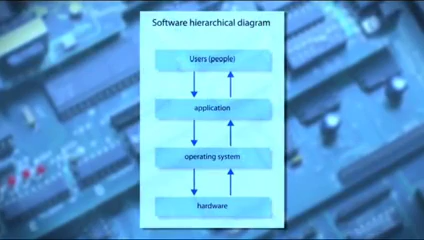 Software hierarchical diagram
Users (people)
application
operating system
hardware